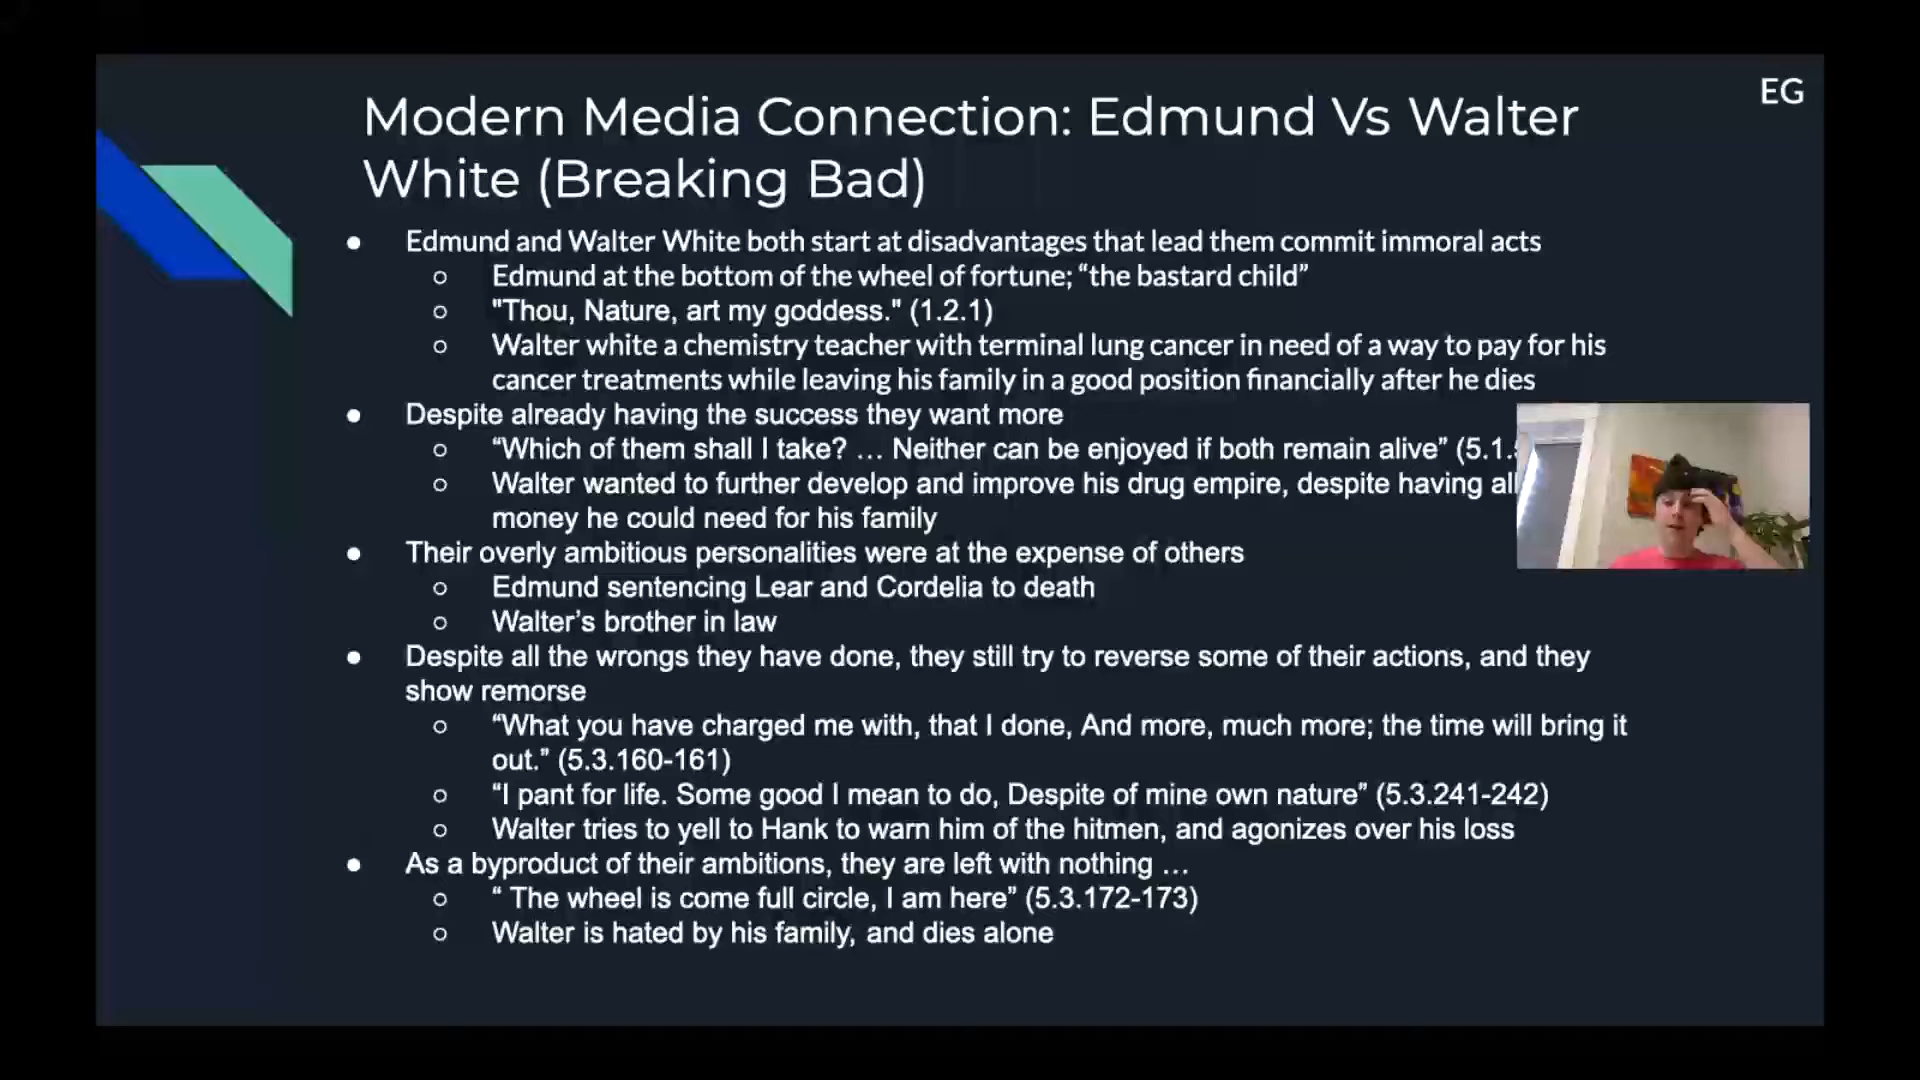 EG
Modern Media Connection: Edmund Vs Walter
White (Breaking Bad)
● Edmund and Walter White both start at disadvantages that lead them commit immoral acts
○ Edmund at the bottom of the wheel of fortune; “the bastard child”
○ "Thou, Nature, art my goddess." (1.2.1)
○ Walter white a chemistry teacher with terminal lung cancer in need of a way to pay for his
cancer treatments while leaving his family in a good position financially after he dies
● Despite already having the success they want more
○ “Which of them shall I take? … Neither can be enjoyed if both remain alive” (5.1.
○ Walter wanted to further develop and improve his drug empire, despite having all
money he could need for his family
● Their overly ambitious personalities were at the expense of others
○ Edmund sentencing Lear and Cordelia to death
○ Walter’s brother in law
● Despite all the wrongs they have done, they still try to reverse some of their actions, and they
show remorse
○ “What you have charged me with, that I done, And more, much more; the time will bring it
out.” (5.3.160-161)
○ “I pant for life. Some good I mean to do, Despite of mine own nature” (5.3.241-242)
○ Walter tries to yell to Hank to warn him of the hitmen, and agonizes over his loss
● As a byproduct of their ambitions, they are left with nothing …
○ “ The wheel is come full circle, I am here” (5.3.172-173)
○ Walter is hated by his family, and dies alone